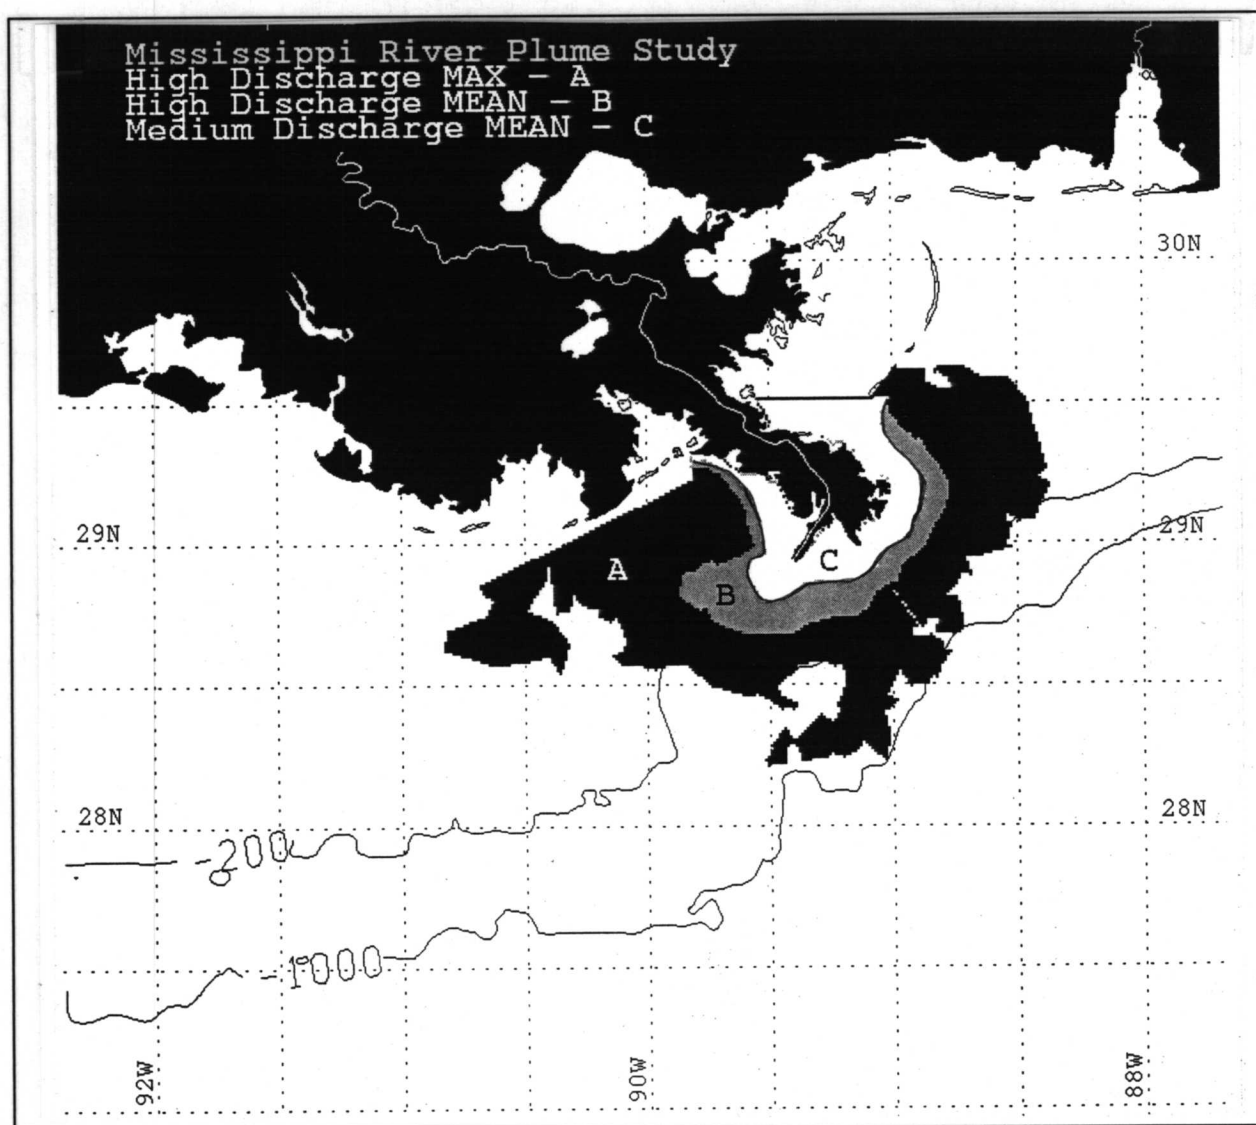 Mississippi River Plume Study
High Discharge MAX - A
High Discharge MEAN - B
Medium Discharge MEAN - C
30N
29N
29N
A
B
C
28N
28N
-200
-1000
92W
90W
88W